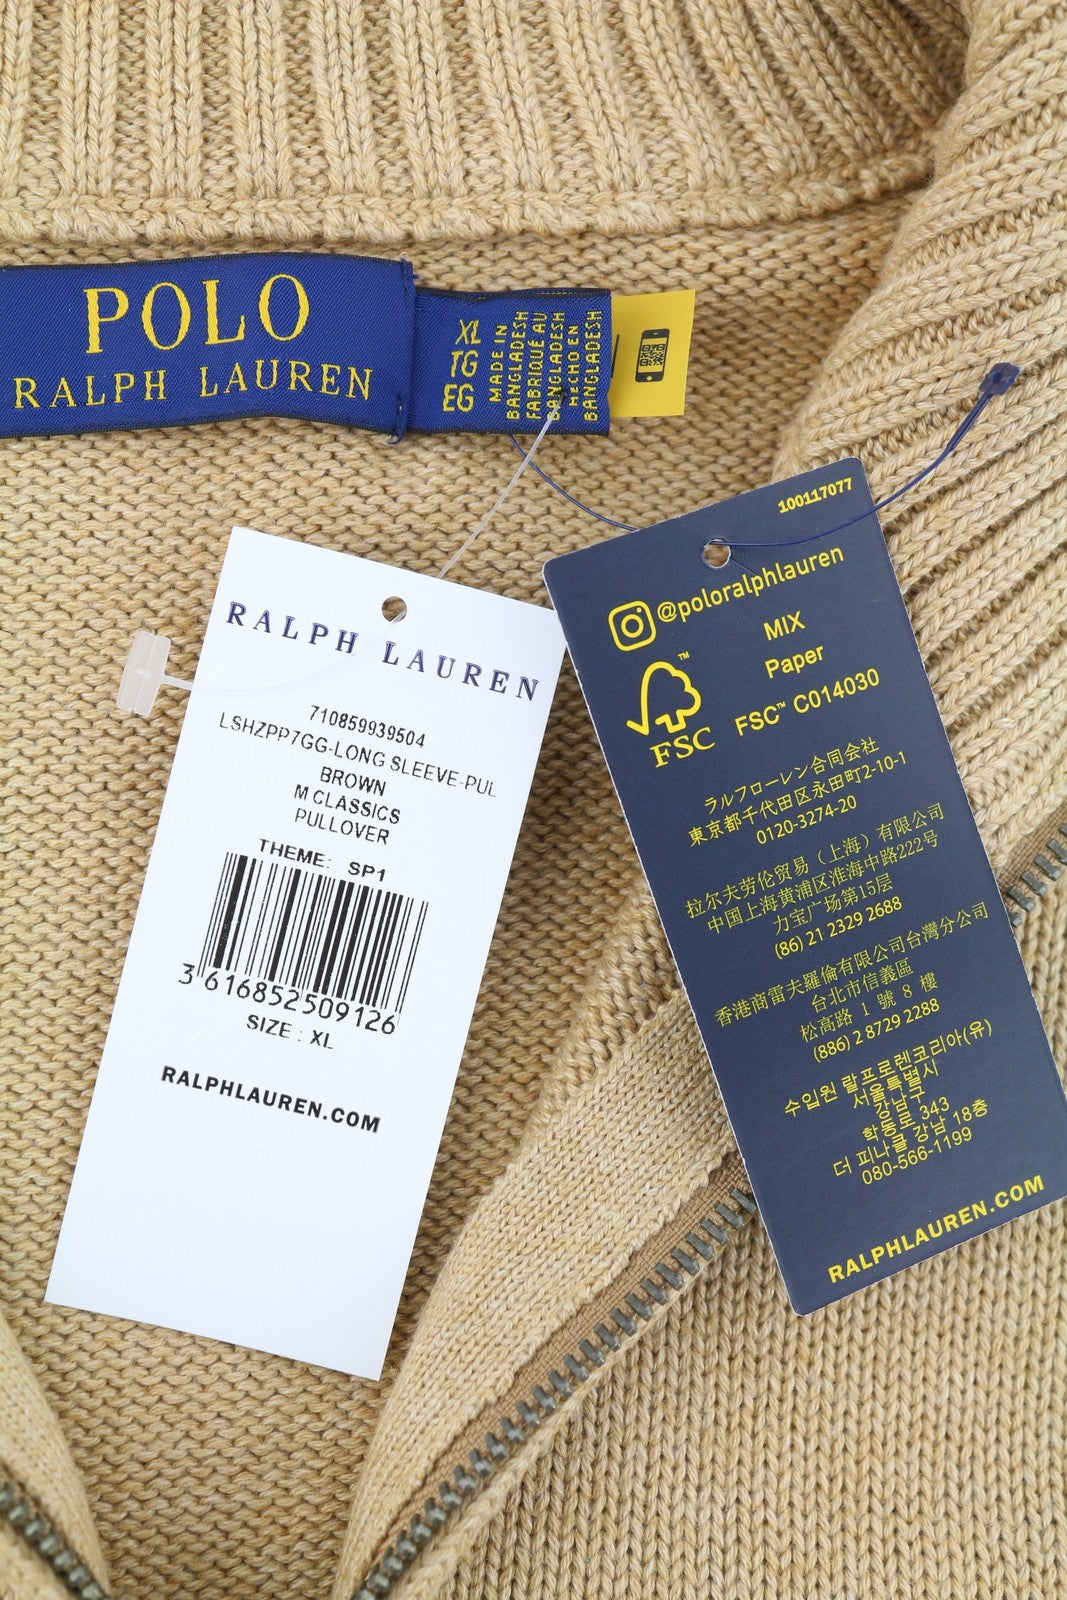 POLO
RALPH LAUREN
XL
TG
EG
MADE IN
BANGLADESH
FABRIQUÉ AU
BANGLADESH
HECHO EN
BANGLADESH
RALPH LAUREN
710859939504
LSHZPP7GG-LONG SLEEVE-PUL
BROWN
M CLASSICS
PULLOVER
THEME: SP1
3 616852 509126
SIZE : XL
RALPHLAUREN.COM
100117077
@poloralphlauren
MIX
Paper
FSC™ C014030
™
FSC
ラルフローレン合同会社
東京都千代田区永田町2-10-1
0120-3274-20
拉尔夫劳伦贸易（上海）有限公司
中国上海黄浦区淮海中路222号
力宝广场第15层
(86) 21 2329 2688
香港商雷夫羅倫有限公司台灣分公司
台北市信義區
松高路 1 號 8 樓
(886) 2 8729 2288
수입원 랄프로렌코리아(유)
서울특별시
강남구
학동로 343
더 피나클 강남 18층
080-566-1199
RALPHLAUREN.COM